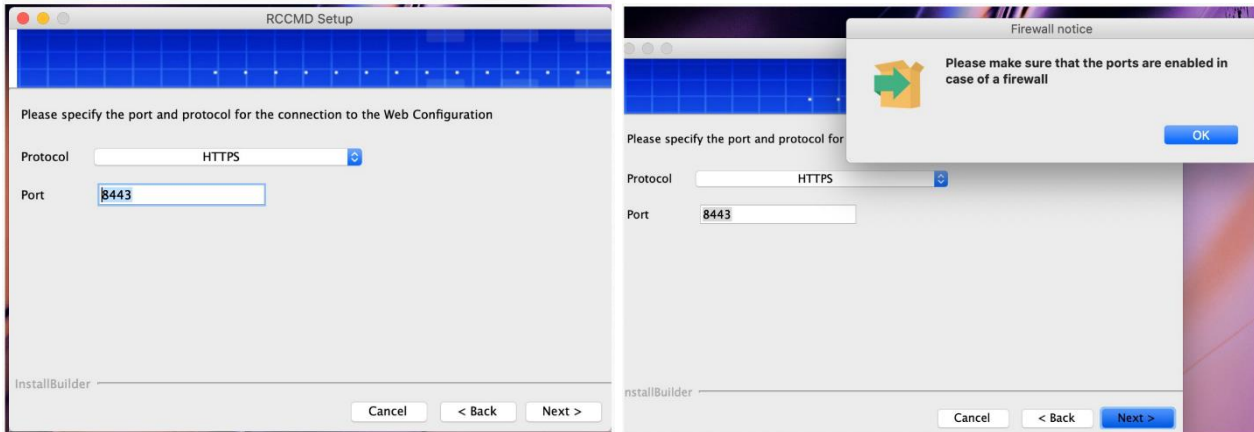 RCCMD Setup
Please specify the port and protocol for the connection to the Web Configuration
Protocol
HTTPS
Port
8443
InstallBuilder
Cancel
< Back
Next >
Firewall notice
Please make sure that the ports are enabled in
case of a firewall
OK
Please specify the port and protocol for
Protocol
HTTPS
Port
8443
nstallBuilder
Cancel
< Back
Next >